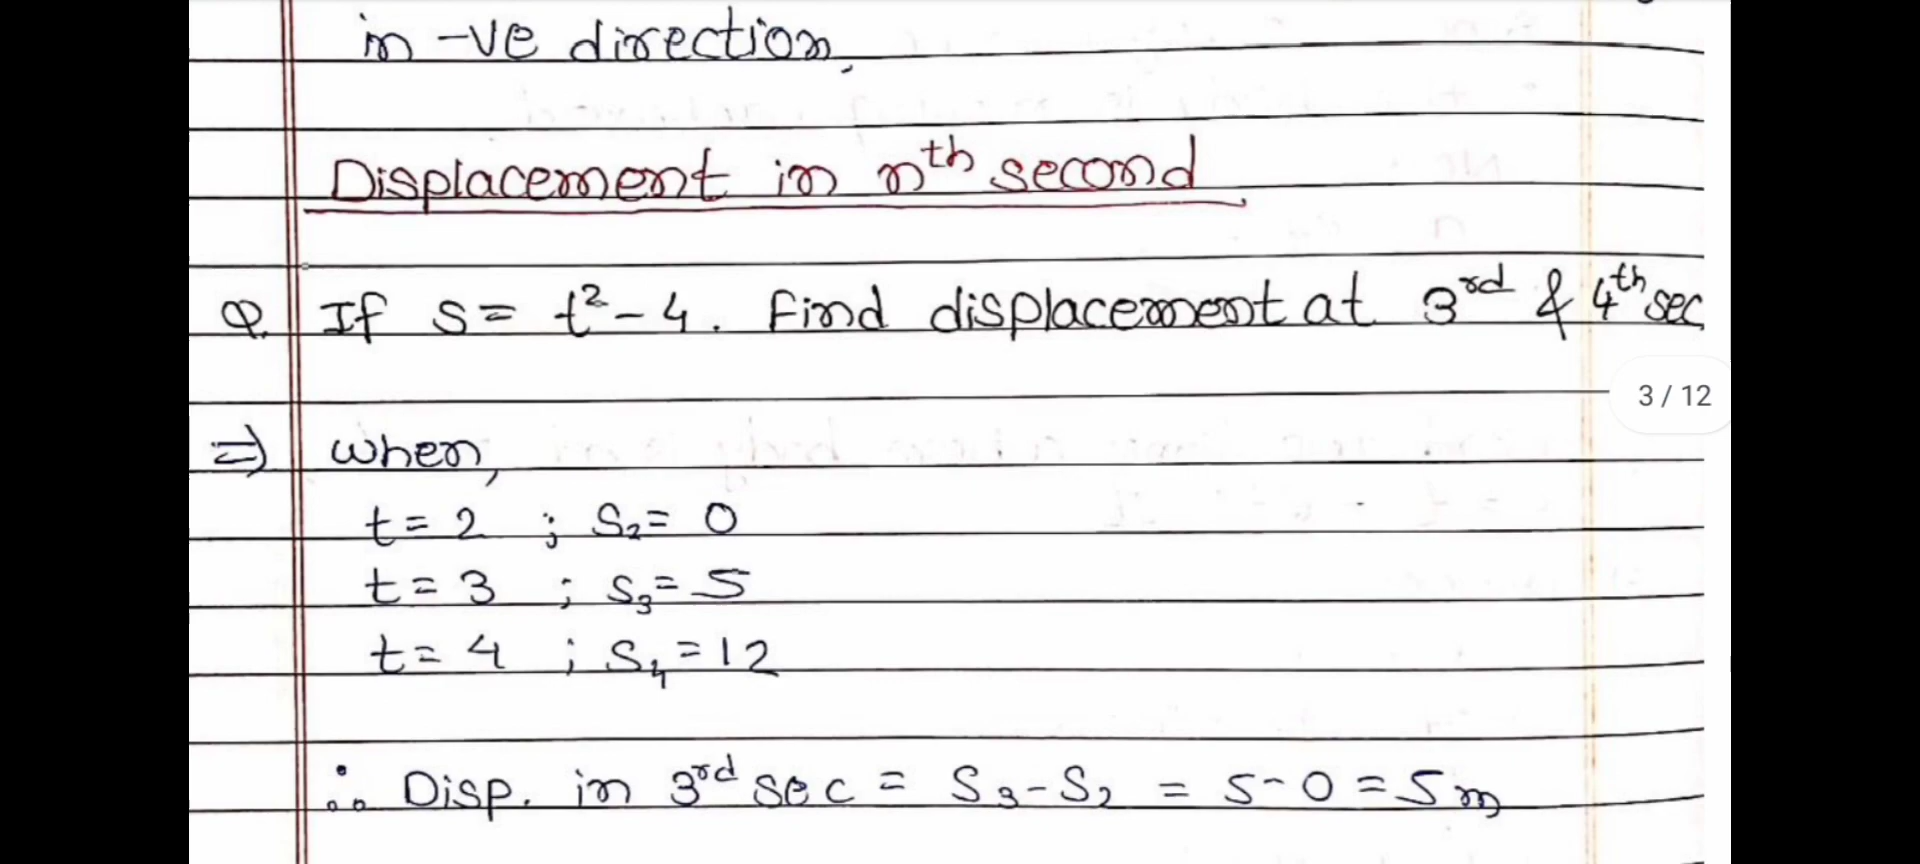 in -ve direction,
Displacement in nth second
Q. If s = t² - 4. Find displacement at 3rd & 4th sec
3 / 12
⇒ when,
t = 2 ; S₂ = 0
t = 3 ; S₃ = 5
t = 4 ; S₄ = 12
∴ Disp. in 3rd sec = S₃ - S₂ = 5 - 0 = 5m